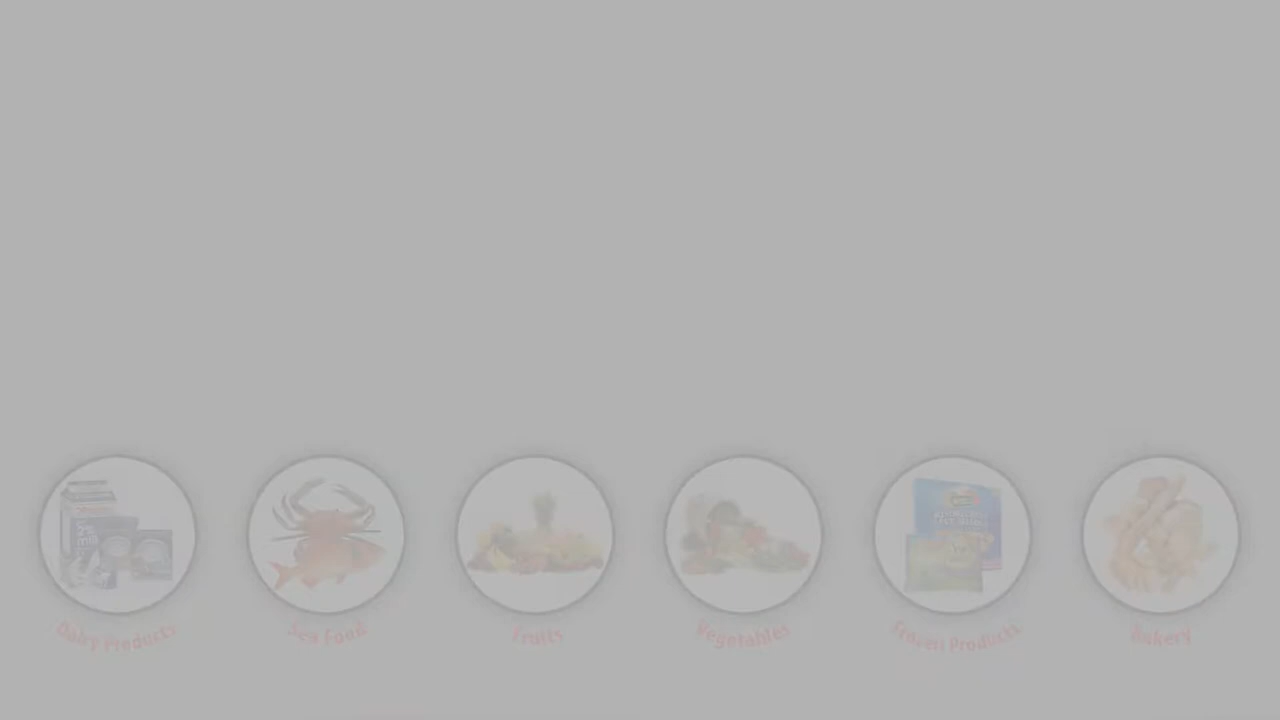 Dairy Products
Sea Food
Fruits
Vegetables
Frozen Products
Bakery